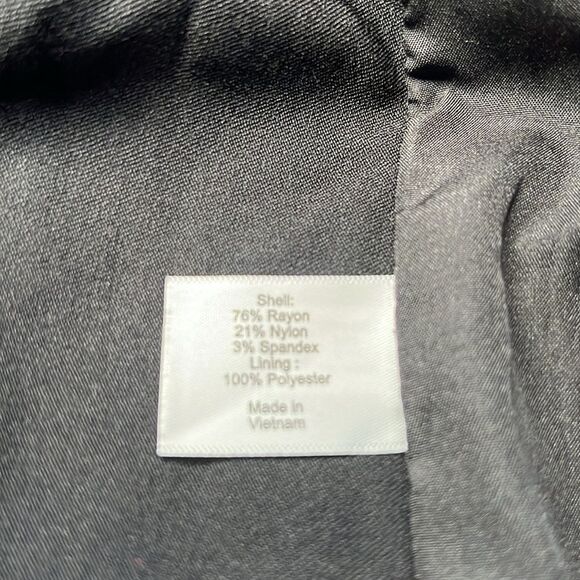 Shell:
76% Rayon
21% Nylon
3% Spandex
Lining :
100% Polyester
Made in
Vietnam